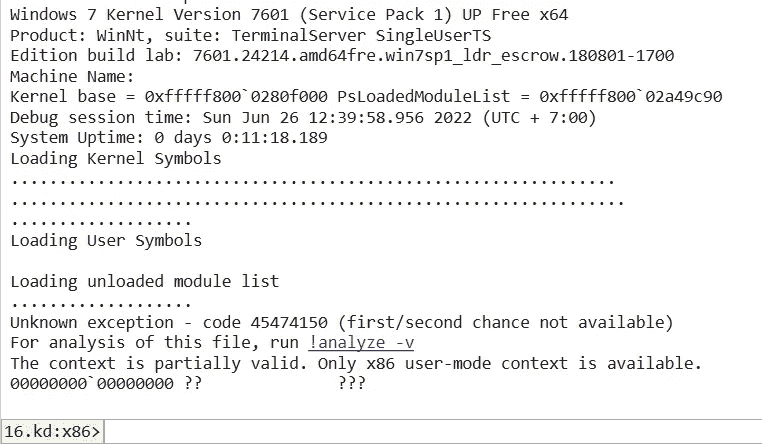 Windows 7 Kernel Version 7601 (Service Pack 1) UP Free x64
Product: WinNt, suite: TerminalServer SingleUserTS
Edition build lab: 7601.24214.amd64fre.win7sp1_ldr_escrow.180801-1700
Machine Name:
Kernel base = 0xfffff800`0280f000 PsLoadedModuleList = 0xfffff800`02a49c90
Debug session time: Sun Jun 26 12:39:58.956 2022 (UTC + 7:00)
System Uptime: 0 days 0:11:18.189
Loading Kernel Symbols
...............................................................
................................................................
...................
Loading User Symbols
Loading unloaded module list
...................
Unknown exception - code 45474150 (first/second chance not available)
For analysis of this file, run !analyze -v
The context is partially valid. Only x86 user-mode context is available.
00000000`00000000 ?? ???
16.kd:x86>